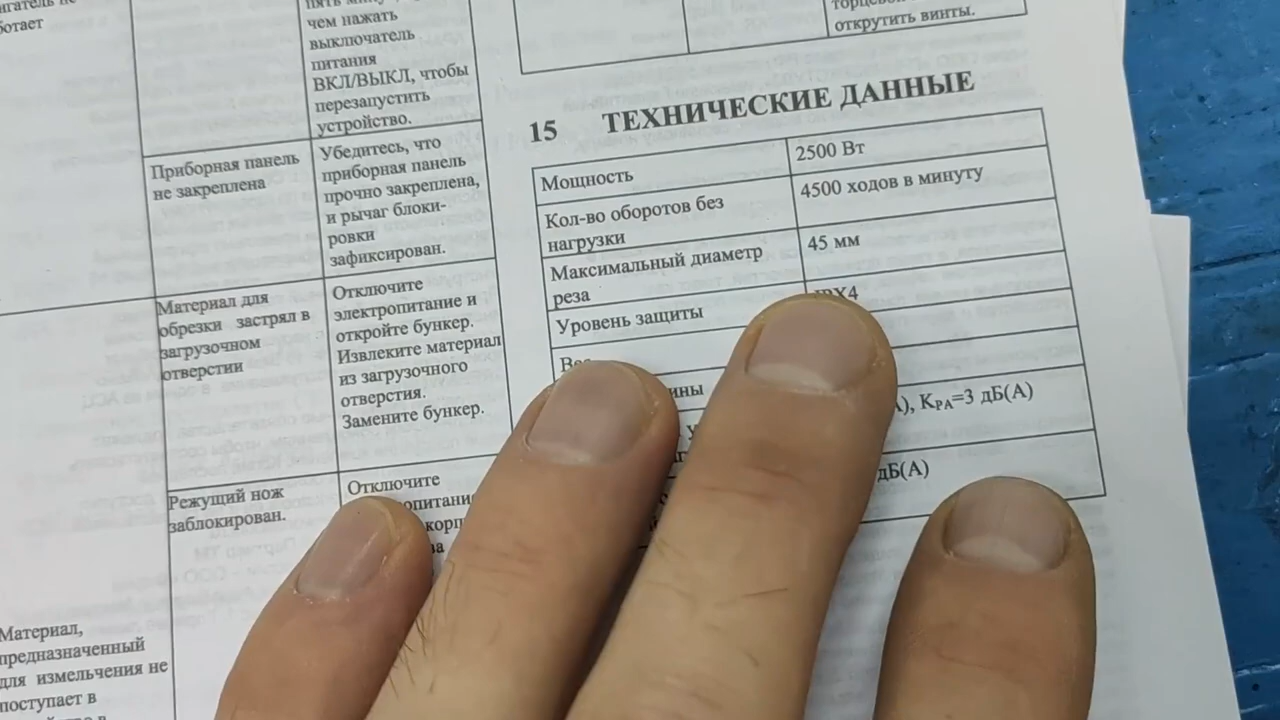 ботает
чем нажать
выключатель
питания
ВКЛ/ВЫКЛ, чтобы
перезапустить
устройство.
Приборная панель
не закреплена
Убедитесь, что
приборная панель
прочно закреплена,
и рычаг блоки-
ровки
зафиксирован.
Материал для
обрезки застрял в
загрузочном
отверстии
Отключите
электропитание и
откройте бункер.
Извлеките материал
из загрузочного
отверстия.
Замените бункер.
Режущий нож
заблокирован.
Отключите
Материал,
предназначенный
для измельчения не
поступает в
открутить винты.
15 ТЕХНИЧЕСКИЕ ДАННЫЕ
Мощность
2500 Вт
Кол-во оборотов без
нагрузки
4500 ходов в минуту
Максимальный диаметр
реза
45 мм
Уровень защиты
IPX4
), KPA=3 дБ(А)
дБ(А)